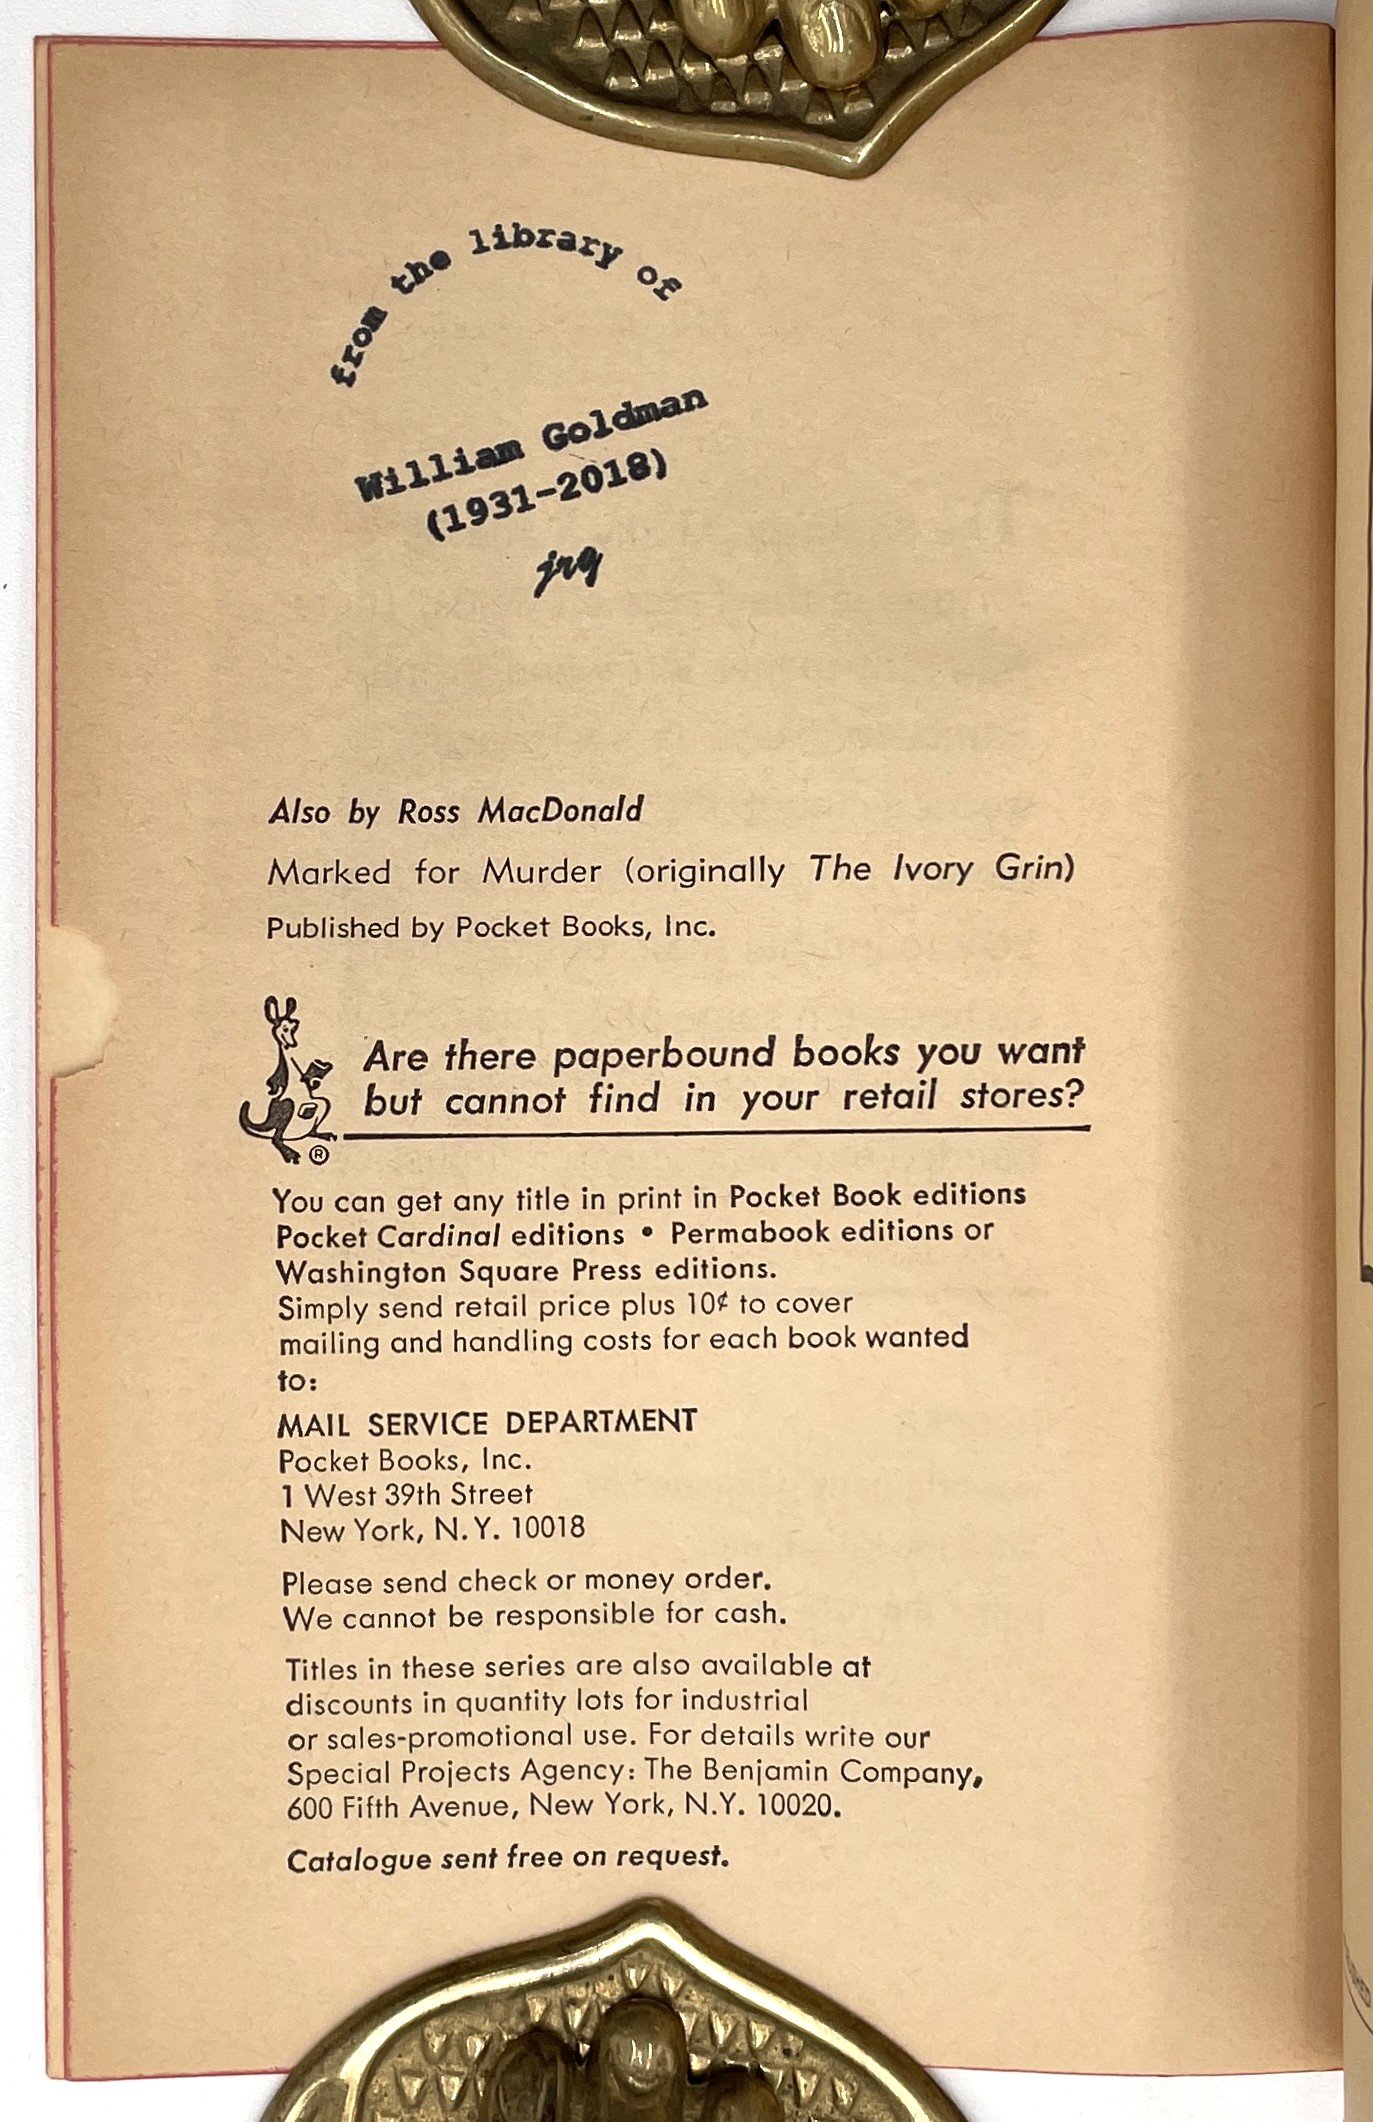 from the library of
William Goldman
(1931-2018)
jrg
Also by Ross MacDonald
Marked for Murder (originally The Ivory Grin)
Published by Pocket Books, Inc.
Are there paperbound books you want
but cannot find in your retail stores?
®
You can get any title in print in Pocket Book editions
Pocket Cardinal editions • Permabook editions or
Washington Square Press editions.
Simply send retail price plus 10¢ to cover
mailing and handling costs for each book wanted
to:
MAIL SERVICE DEPARTMENT
Pocket Books, Inc.
1 West 39th Street
New York, N.Y. 10018
Please send check or money order.
We cannot be responsible for cash.
Titles in these series are also available at
discounts in quantity lots for industrial
or sales-promotional use. For details write our
Special Projects Agency: The Benjamin Company,
600 Fifth Avenue, New York, N.Y. 10020.
Catalogue sent free on request.